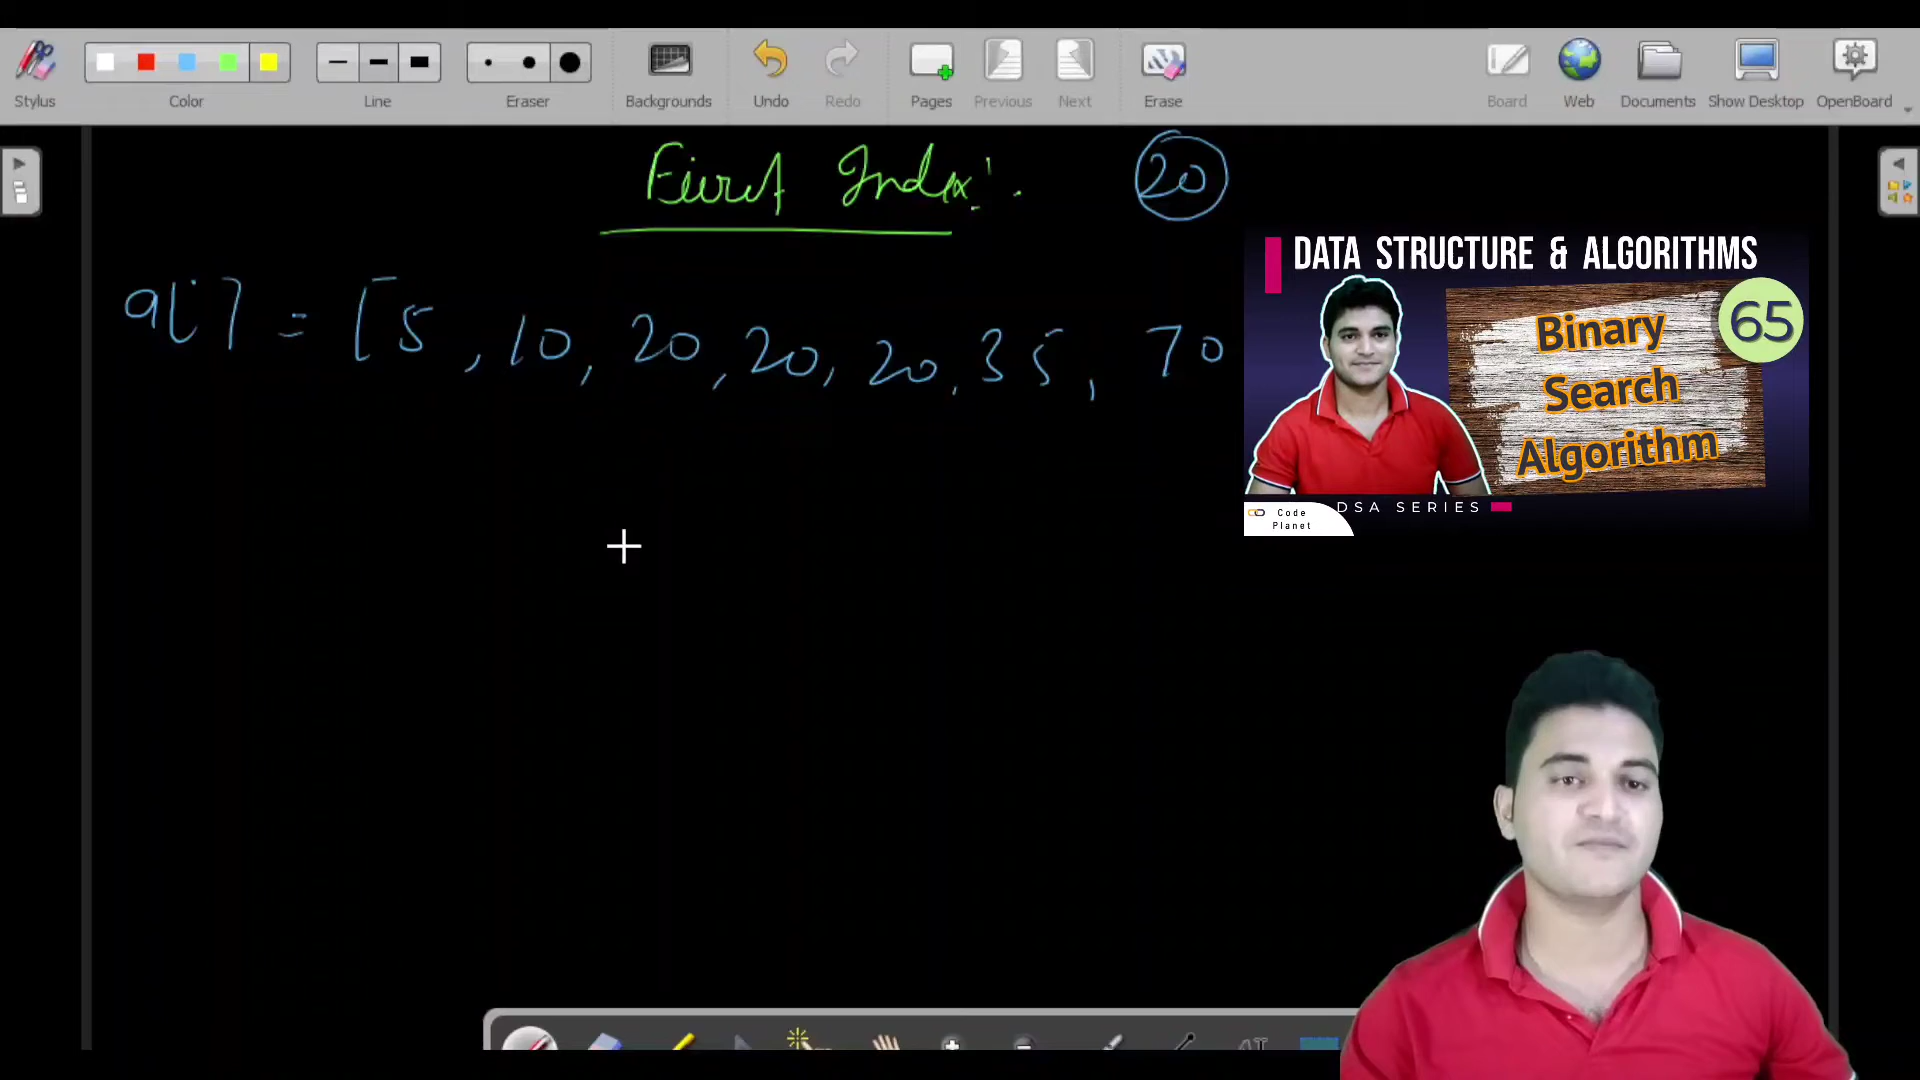 Stylus
Color
Line
Eraser
Backgrounds
Undo
Redo
Pages
Previous
Next
Erase
Board
Web
Documents
Show Desktop
OpenBoard
First Index:
20
a[] = [5, 10, 20, 20, 20, 35, 70
DATA STRUCTURE & ALGORITHMS
65
Binary
Search
Algorithm
DSA SERIES
Code
Planet